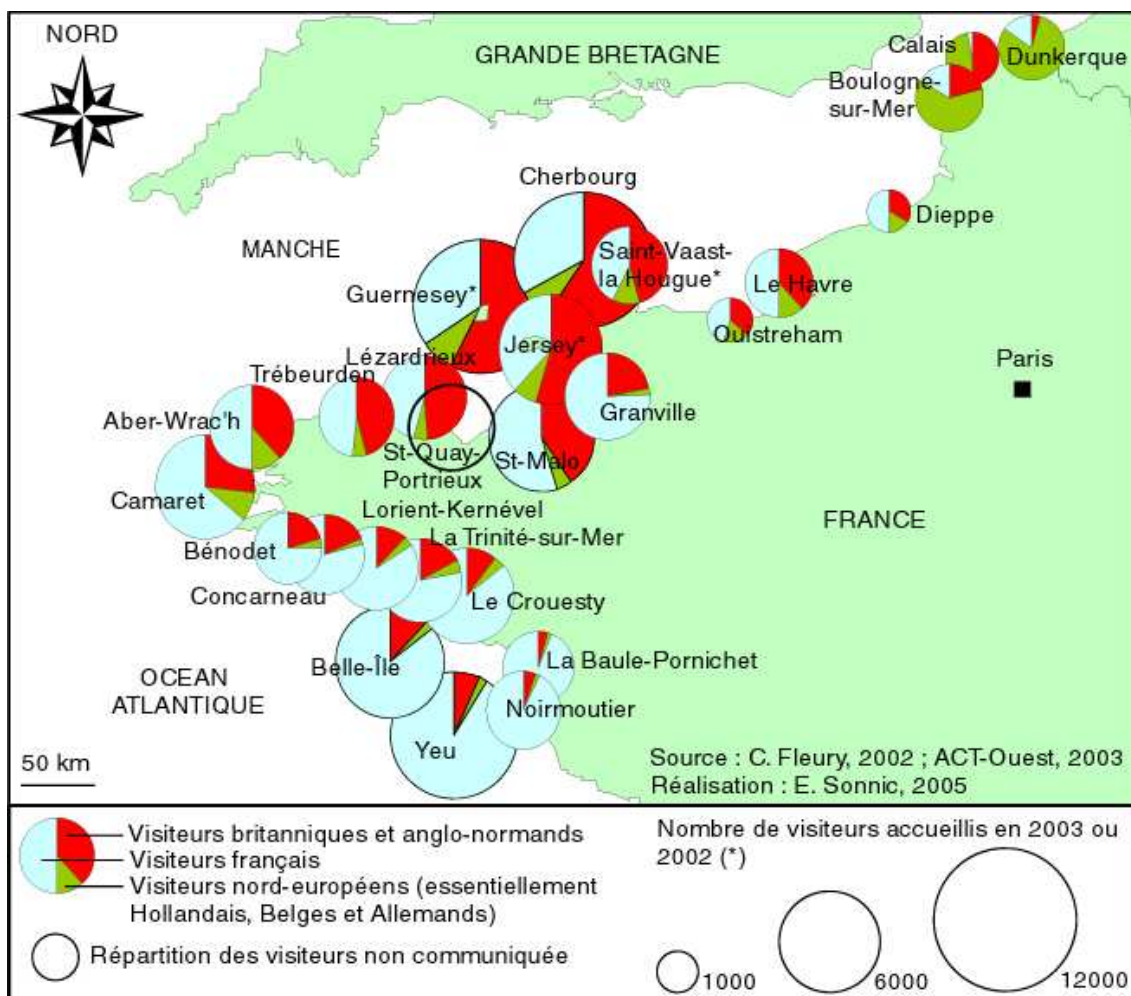 NORD
GRANDE BRETAGNE
Calais
Dunkerque
Boulogne-
sur-Mer
Cherbourg
Dieppe
MANCHE
Saint-Vaast-
la Hougue*
Guernesey*
Le Havre
Ouistreham
Jersey*
Lézardrieux
Paris
Trébeurden
Granville
Aber-Wrac'h
St-Quay-
Portrieux
St-Malo
Camaret
Lorient-Kernével
FRANCE
La Trinité-sur-Mer
Bénodet
Concarneau
Le Crouesty
Belle-Île
La Baule-Pornichet
OCEAN
ATLANTIQUE
Noirmoutier
Yeu
50 km
Source : C. Fleury, 2002 ; ACT-Ouest, 2003
Réalisation : E. Sonnic, 2005
Visiteurs britanniques et anglo-normands
Visiteurs français
Visiteurs nord-européens (essentiellement
Hollandais, Belges et Allemands)
Répartition des visiteurs non communiquée
Nombre de visiteurs accueillis en 2003 ou
2002 (*)
1000
6000
12000